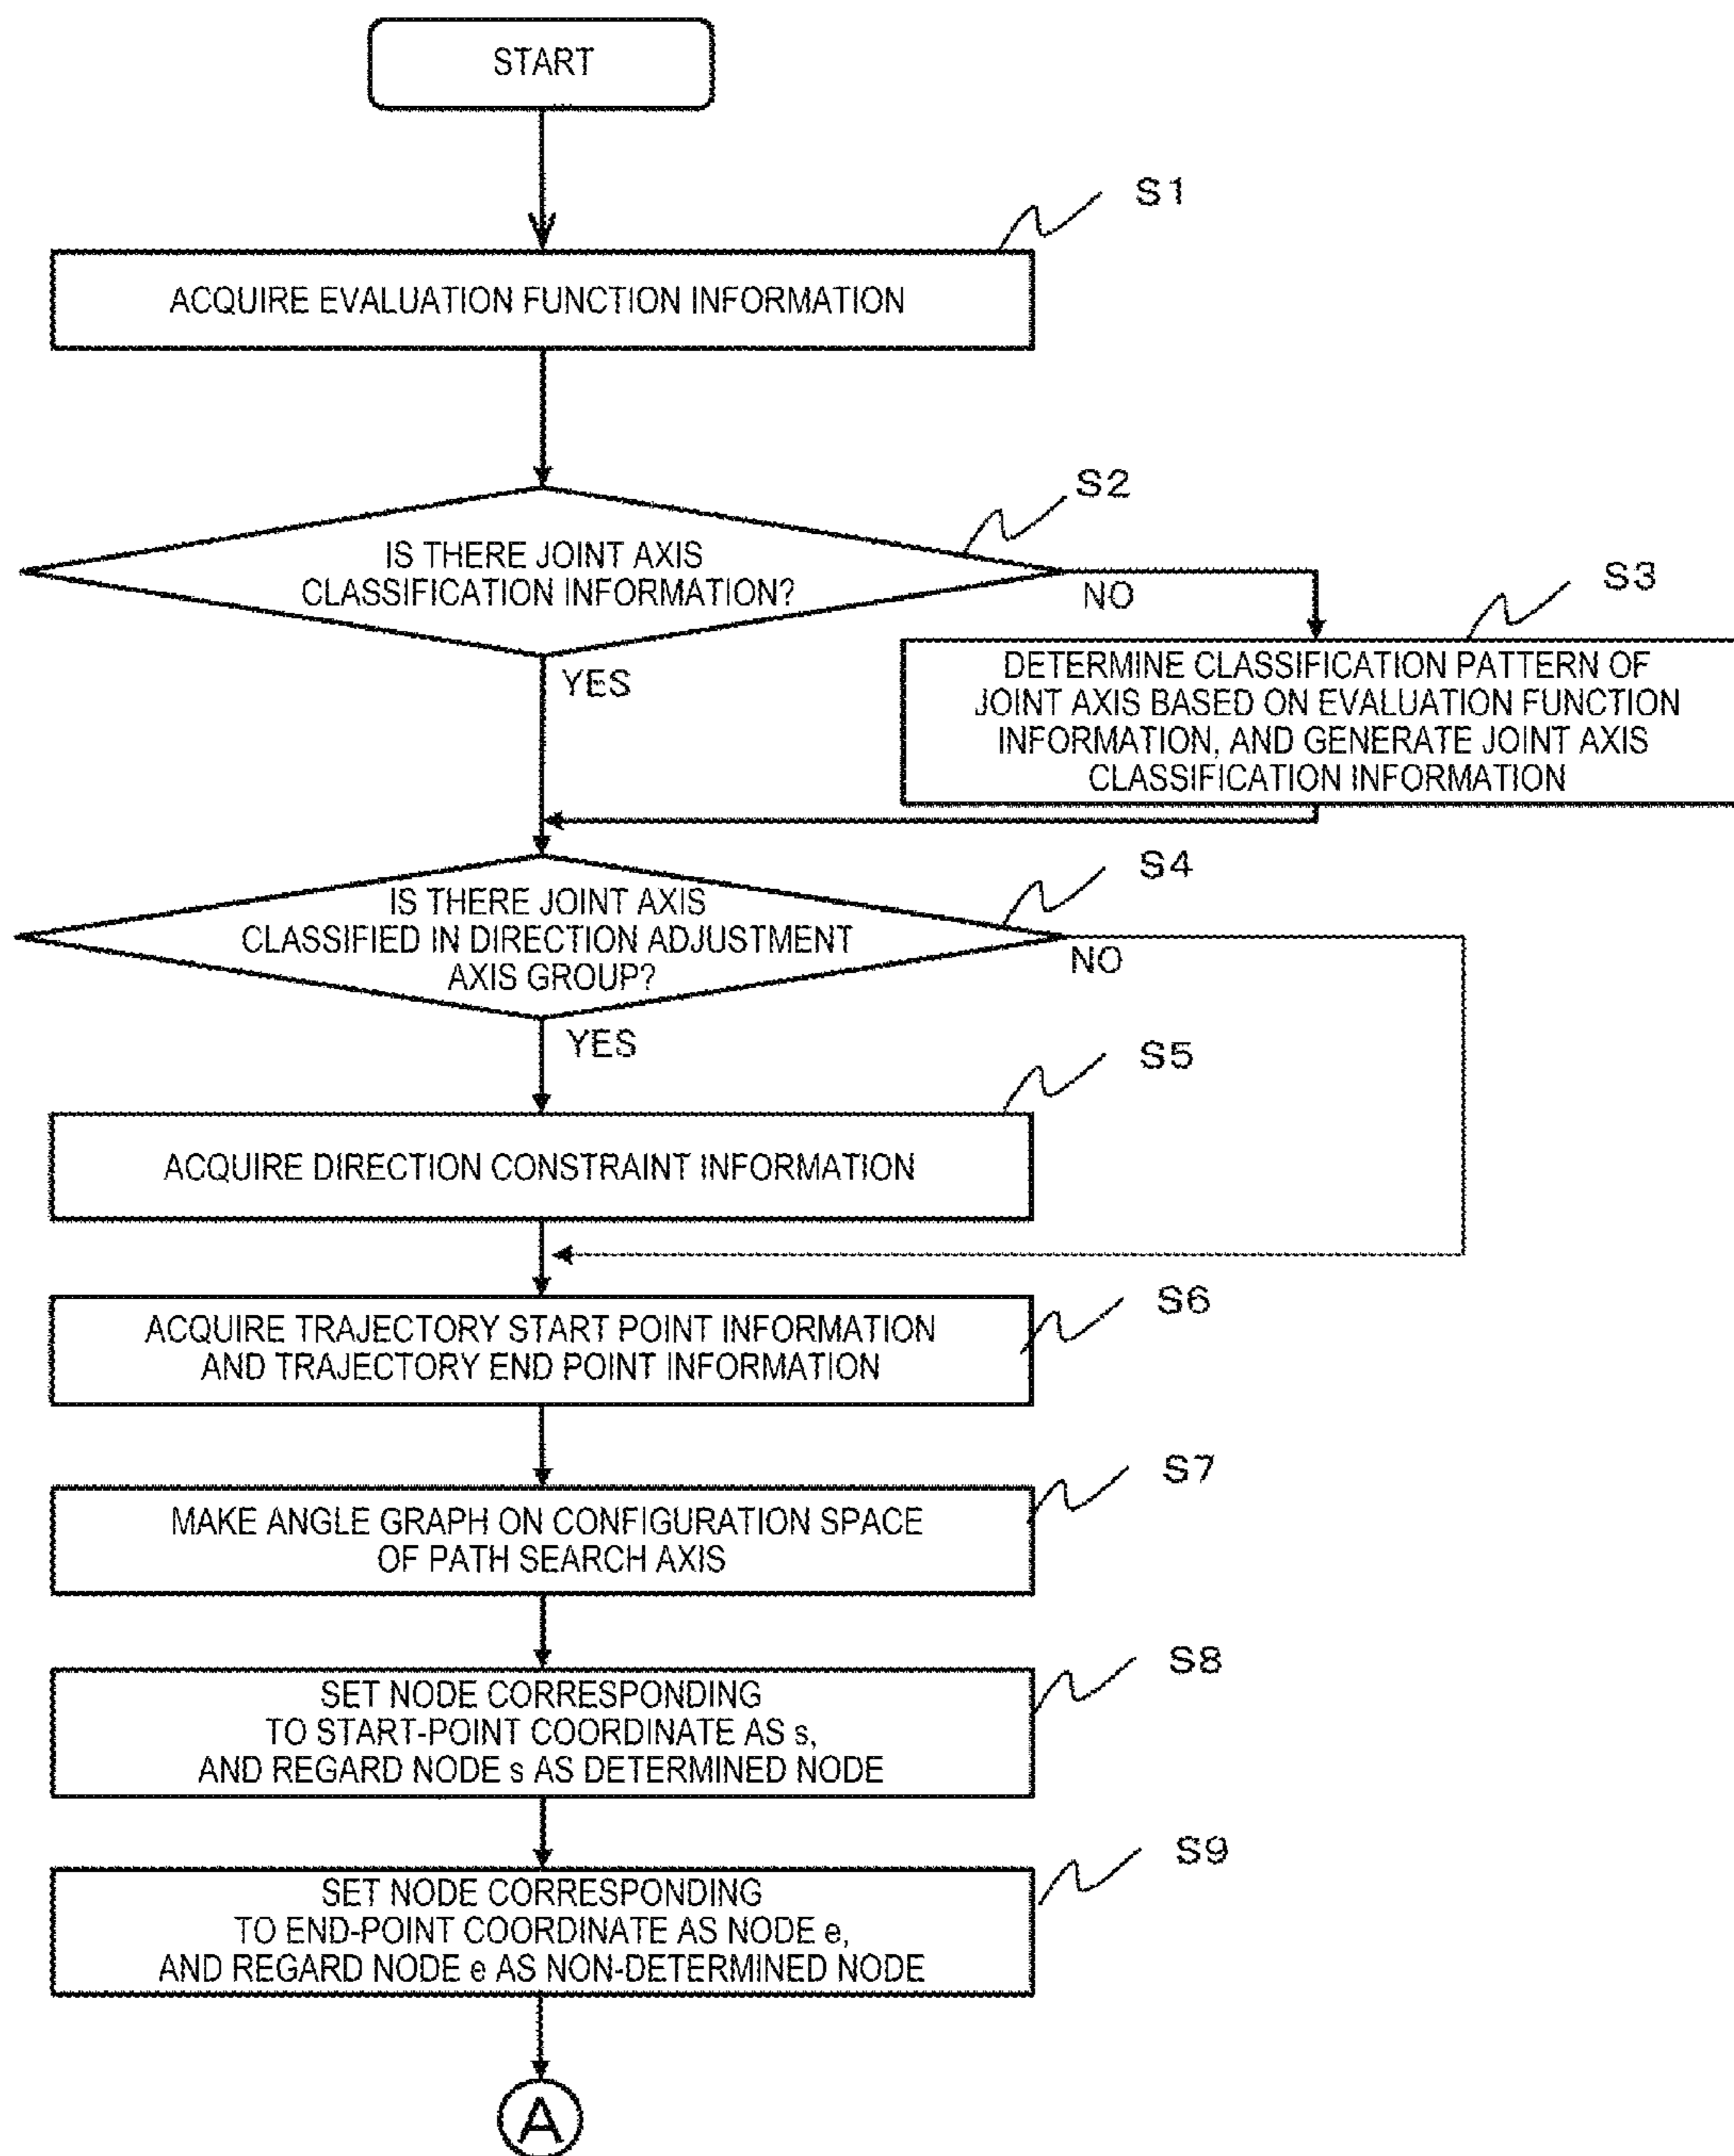 START
S1
ACQUIRE EVALUATION FUNCTION INFORMATION
S2
IS THERE JOINT AXIS
CLASSIFICATION INFORMATION?
NO
YES
S3
DETERMINE CLASSIFICATION PATTERN OF
JOINT AXIS BASED ON EVALUATION FUNCTION
INFORMATION, AND GENERATE JOINT AXIS
CLASSIFICATION INFORMATION
S4
IS THERE JOINT AXIS
CLASSIFIED IN DIRECTION ADJUSTMENT
AXIS GROUP?
NO
YES
S5
ACQUIRE DIRECTION CONSTRAINT INFORMATION
S6
ACQUIRE TRAJECTORY START POINT INFORMATION
AND TRAJECTORY END POINT INFORMATION
S7
MAKE ANGLE GRAPH ON CONFIGURATION SPACE
OF PATH SEARCH AXIS
S8
SET NODE CORRESPONDING
TO START-POINT COORDINATE AS s,
AND REGARD NODE s AS DETERMINED NODE
S9
SET NODE CORRESPONDING
TO END-POINT COORDINATE AS NODE e,
AND REGARD NODE e AS NON-DETERMINED NODE
A